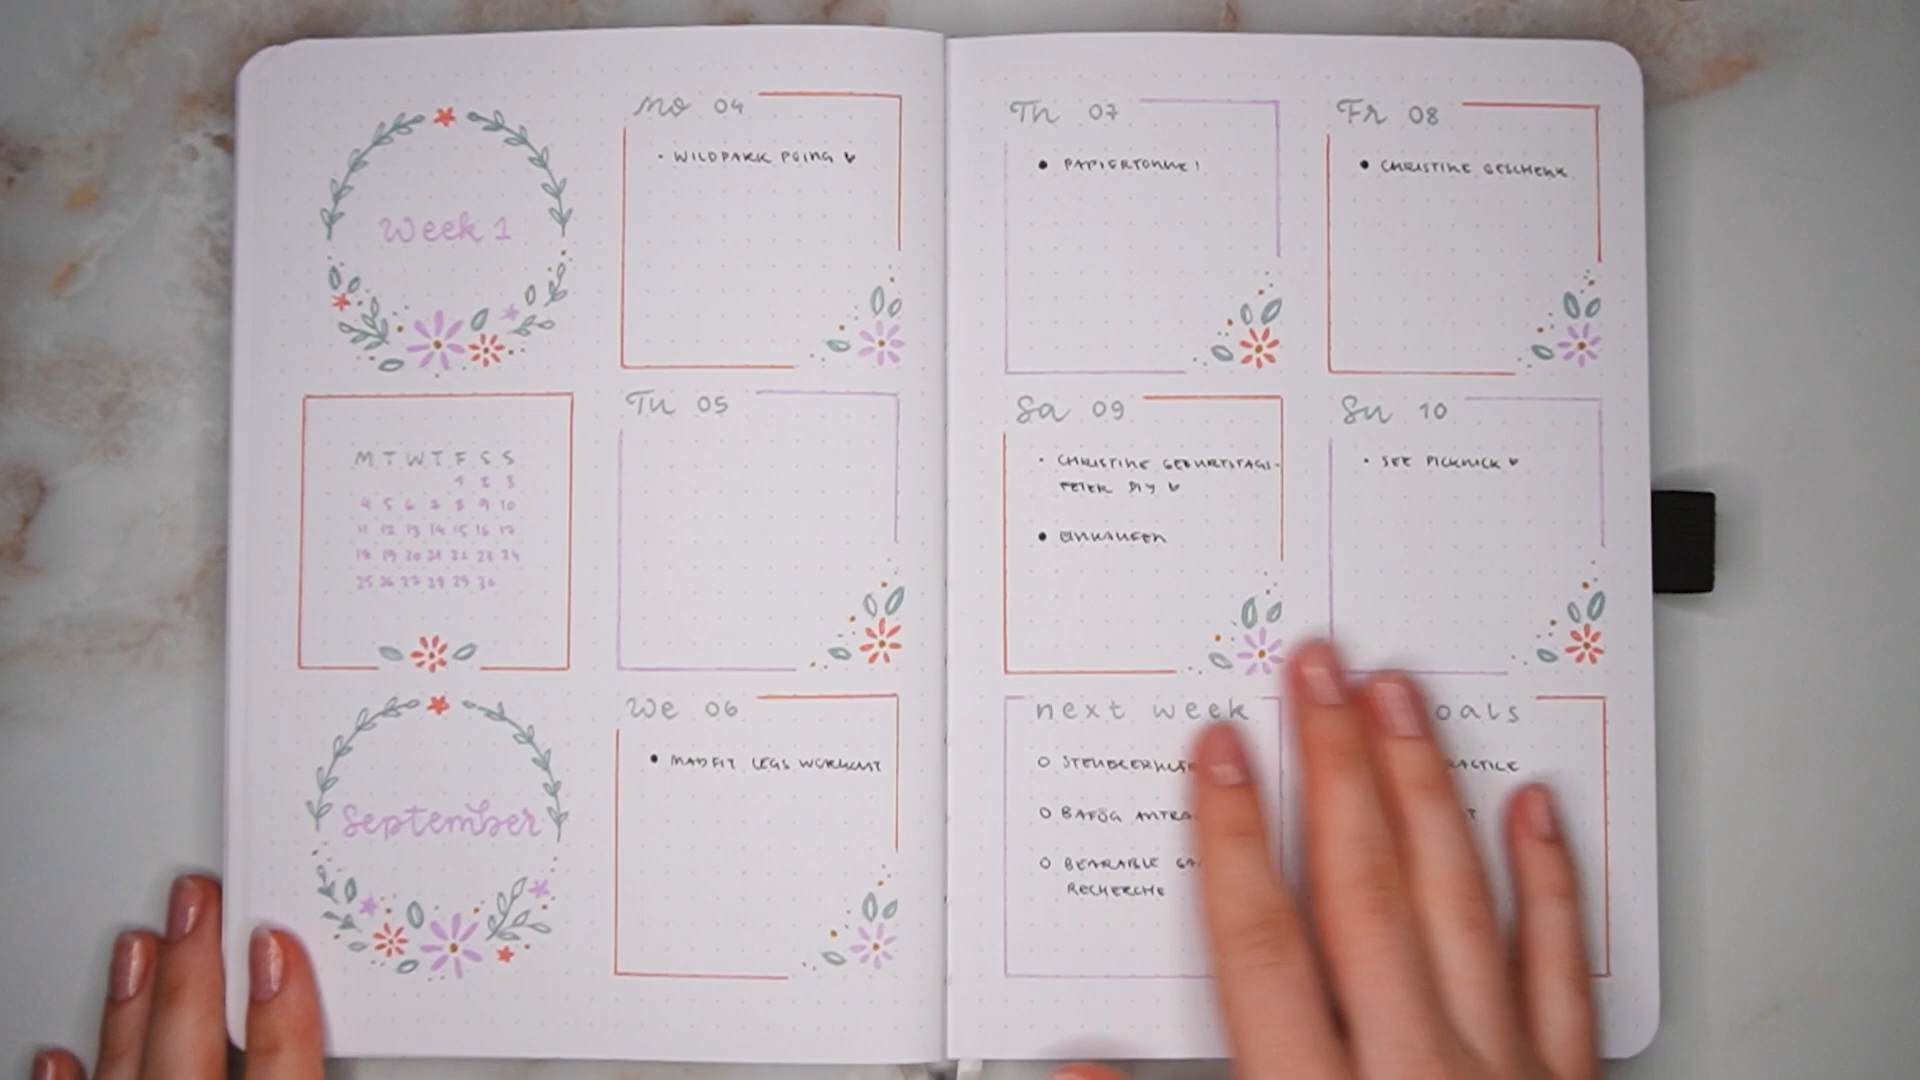 Week 1
M T W T F S S
1 2 3
4 5 6 7 8 9 10
11 12 13 14 15 16 17
18 19 20 21 22 23 24
25 26 27 28 29 30
September
Mo 04
• WILDPARK POING
Tu 05
We 06
• MADFIT LEGS WORKOUT
Th 07
• PAPIERTONNE!
Fr 08
• CHRISTINE GESCHENK
Sa 09
• CHRISTINE GEBURTSTAGS-
FEIER DIY
• EINKAUFEN
Su 10
• SEE PICKNICK
next week
O BAFÖG
O BEARABLE
RECHERCHE